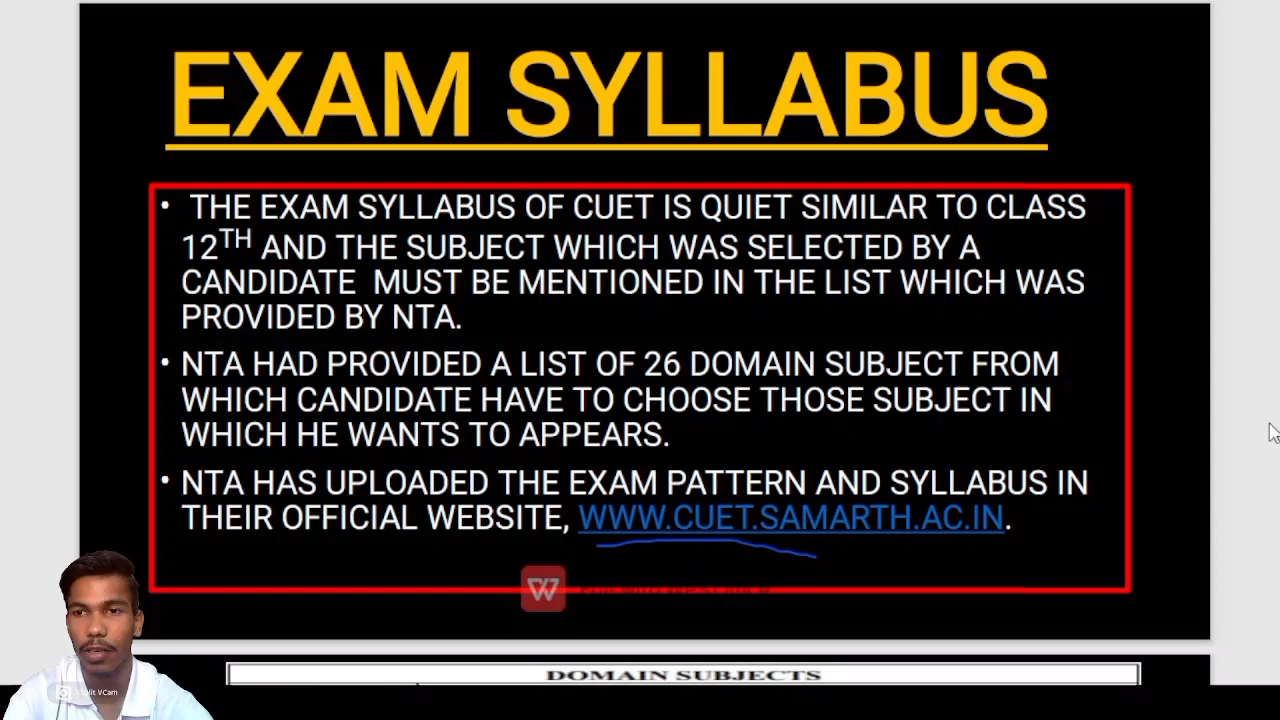 EXAM SYLLABUS
• THE EXAM SYLLABUS OF CUET IS QUIET SIMILAR TO CLASS
12TH AND THE SUBJECT WHICH WAS SELECTED BY A
CANDIDATE MUST BE MENTIONED IN THE LIST WHICH WAS
PROVIDED BY NTA.
• NTA HAD PROVIDED A LIST OF 26 DOMAIN SUBJECT FROM
WHICH CANDIDATE HAVE TO CHOOSE THOSE SUBJECT IN
WHICH HE WANTS TO APPEARS.
• NTA HAS UPLOADED THE EXAM PATTERN AND SYLLABUS IN
THEIR OFFICIAL WEBSITE, WWW.CUET.SAMARTH.AC.IN.
W
DOMAIN SUBJECTS
VCam